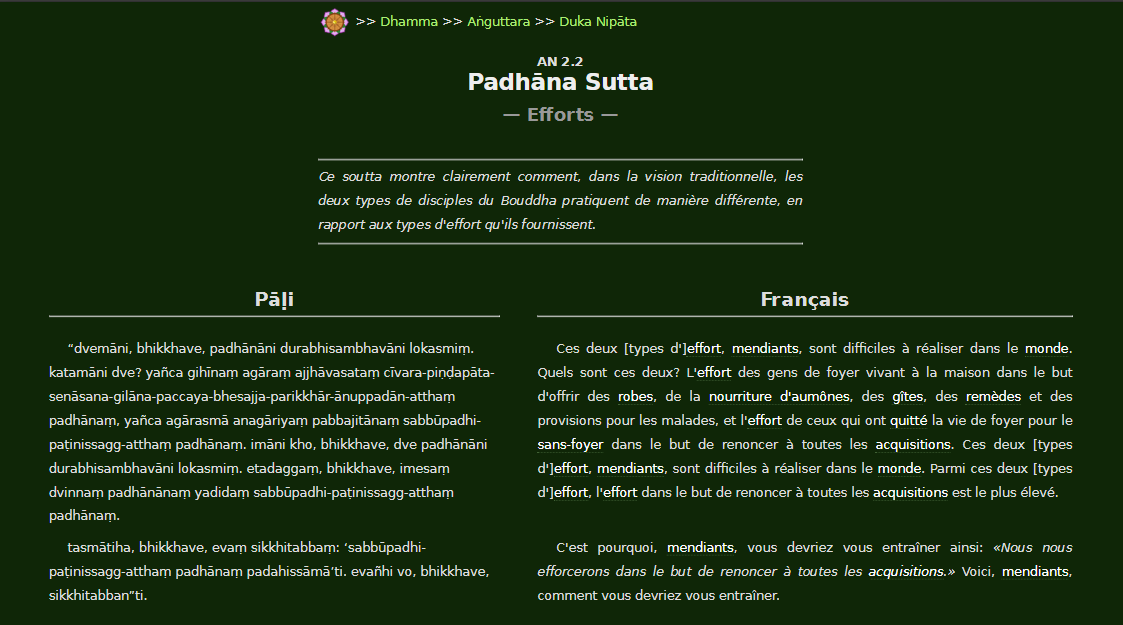 >> Dhamma >> Aṅguttara >> Duka Nipāta
AN 2.2
Padhāna Sutta
— Efforts —
Ce soutta montre clairement comment, dans la vision traditionnelle, les
deux types de disciples du Bouddha pratiquent de manière différente, en
rapport aux types d'effort qu'ils fournissent.
Pāḷi
“dvemāni, bhikkhave, padhānāni durabhisambhavāni lokasmiṃ.
katamāni dve? yañca gihīnaṃ agāraṃ ajjhāvasataṃ cīvara-piṇḍapāta-
senāsana-gilāna-paccaya-bhesajja-parikkhār-ānuppadān-atthaṃ
padhānaṃ, yañca agārasmā anagāriyaṃ pabbajitānaṃ sabbūpadhi-
paṭinissagg-atthaṃ padhānaṃ. imāni kho, bhikkhave, dve padhānāni
durabhisambhavāni lokasmiṃ. etadaggaṃ, bhikkhave, imesaṃ
dvinnaṃ padhānānaṃ yadidaṃ sabbūpadhi-paṭinissagg-atthaṃ
padhānaṃ.
tasmātiha, bhikkhave, evaṃ sikkhitabbaṃ: ‘sabbūpadhi-
paṭinissagg-atthaṃ padhānaṃ padahissāmā’ti. evañhi vo, bhikkhave,
sikkhitabban”ti.
Français
Ces deux [types d']effort, mendiants, sont difficiles à réaliser dans le monde.
Quels sont ces deux? L'effort des gens de foyer vivant à la maison dans le but
d'offrir des robes, de la nourriture d'aumônes, des gîtes, des remèdes et des
provisions pour les malades, et l'effort de ceux qui ont quitté la vie de foyer pour le
sans-foyer dans le but de renoncer à toutes les acquisitions. Ces deux [types
d']effort, mendiants, sont difficiles à réaliser dans le monde. Parmi ces deux [types
d']effort, l'effort dans le but de renoncer à toutes les acquisitions est le plus élevé.
C'est pourquoi, mendiants, vous devriez vous entraîner ainsi: «Nous nous
efforcerons dans le but de renoncer à toutes les acquisitions.» Voici, mendiants,
comment vous devriez vous entraîner.